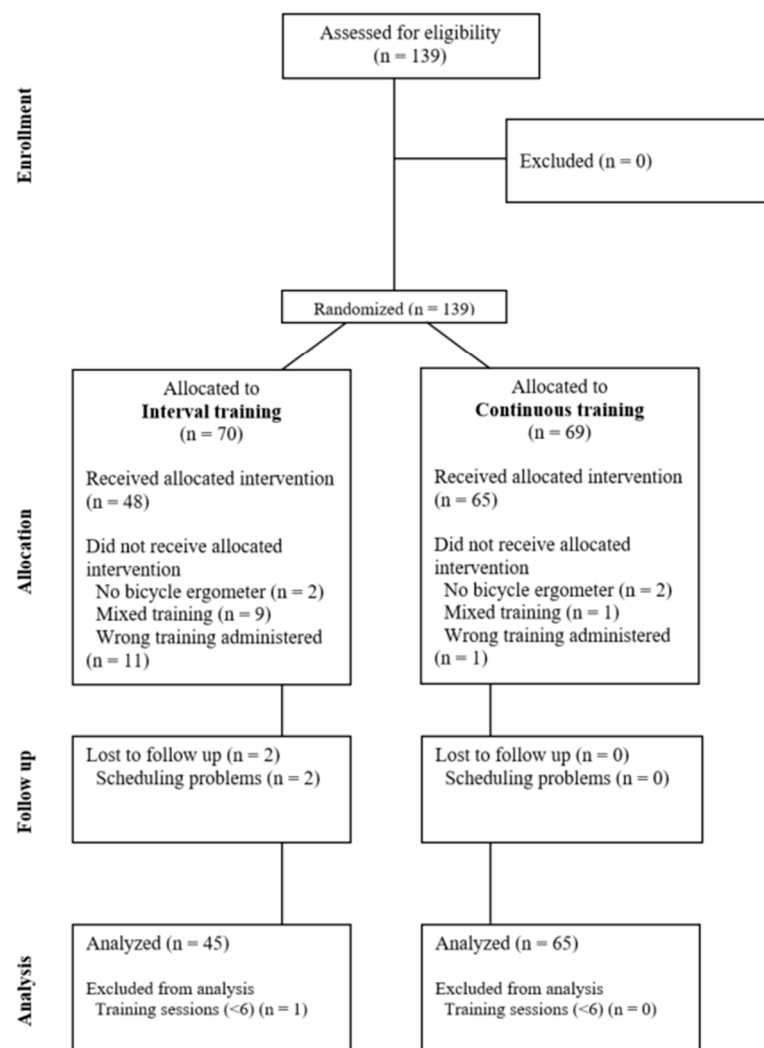 Enrollment
Assessed for eligibility
(n = 139)
Excluded (n = 0)
Randomized (n = 139)
Allocation
Allocated to
Interval training
(n = 70)
Received allocated intervention
(n = 48)
Did not receive allocated
intervention
No bicycle ergometer (n = 2)
Mixed training (n = 9)
Wrong training administered
(n = 11)
Allocated to
Continuous training
(n = 69)
Received allocated intervention
(n = 65)
Did not receive allocated
intervention
No bicycle ergometer (n = 2)
Mixed training (n = 1)
Wrong training administered
(n = 1)
Follow up
Lost to follow up (n = 2)
Scheduling problems (n = 2)
Lost to follow up (n = 0)
Scheduling problems (n = 0)
Analysis
Analyzed (n = 45)
Excluded from analysis
Training sessions (<6) (n = 1)
Analyzed (n = 65)
Excluded from analysis
Training sessions (<6) (n = 0)